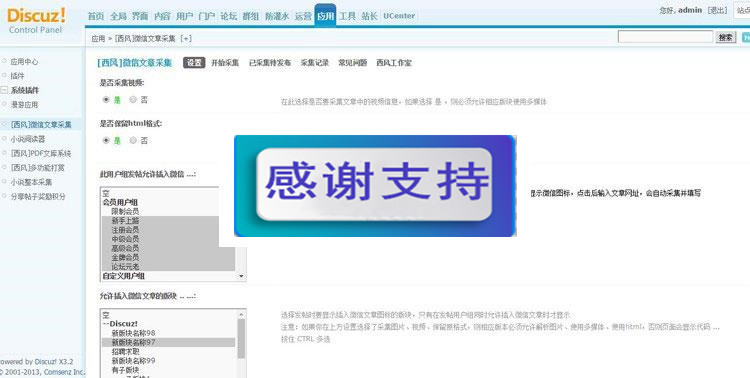 Discuz!
Control Panel
首页 全局 界面 内容 用户 门户 论坛 群组 防灌水 运营 应用 工具 站长 UCenter
您好, admin [退出] 站点
应用 » [西风]微信文章采集 [+]
搜索
应用中心
插件
系统插件
漫游应用
[西风]微信文章采集
小说阅读器
[西风]PDF文库系统
[西风]多功能打赏
小说整本采集
分享帖子奖励积分
[西风]微信文章采集 设置 开始采集 已采集待发布 采集记录 常见问题 西风工作室
是否采集视频:
是 否
在此选择是否要采集文章中的视频信息，如果选择 是 ，则必须允许相应版块使用多媒体
是否保留html格式:
是 否
感谢支持
此用户组发帖允许插入微信 ...:
显示微信图标，点击后输入文章网址，会自动采集并填写
空
会员用户组
限制会员
新手上路
注册会员
中级会员
高级会员
金牌会员
论坛元老
自定义用户组
允许插入微信文章的版块 .. ...:
空
--Discuz!
新版块名称98
新版块名称97
招聘求职
新版块名称99
有子版块
选择发帖时要显示插入微信文章图标的版块，只有在发帖用户组同时允许插入微信文章时才显示
注意：如果你在上方设置了采集图片、视频、保留原格式，则相应版本必须允许解析图片、使用多媒体、使用html，否则页面会显示代码 ...
按住 CTRL 多选
owered by Discuz! X3.2
© 2001-2013, Comsenz Inc.